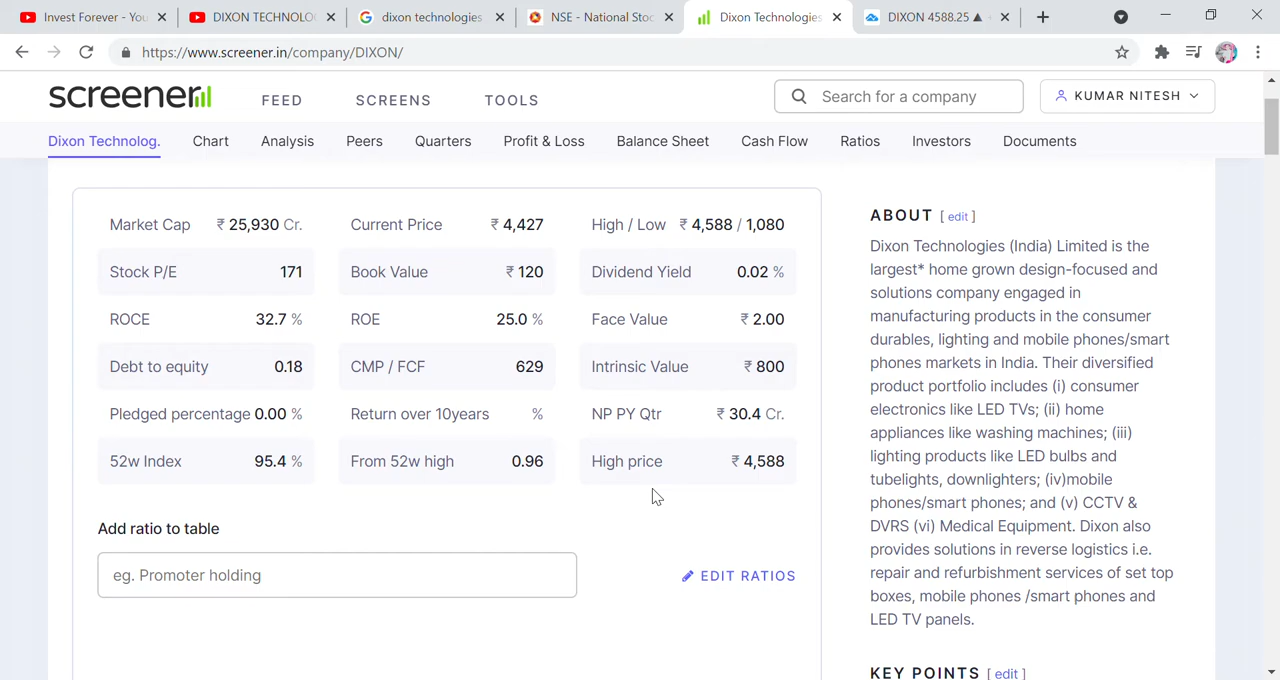 Invest Forever - You
DIXON TECHNOLO
dixon technologies
NSE - National Stoc
Dixon Technologies
DIXON 4588.25 ▲
https://www.screener.in/company/DIXON/
screener
FEED
SCREENS
TOOLS
Search for a company
KUMAR NITESH
Dixon Technolog.
Chart
Analysis
Peers
Quarters
Profit & Loss
Balance Sheet
Cash Flow
Ratios
Investors
Documents
Market Cap ₹ 25,930 Cr.
Current Price ₹ 4,427
High / Low ₹ 4,588 / 1,080
Stock P/E 171
Book Value ₹ 120
Dividend Yield 0.02 %
ROCE 32.7 %
ROE 25.0 %
Face Value ₹ 2.00
Debt to equity 0.18
CMP / FCF 629
Intrinsic Value ₹ 800
Pledged percentage 0.00 %
Return over 10years %
NP PY Qtr ₹ 30.4 Cr.
52w Index 95.4 %
From 52w high 0.96
High price ₹ 4,588
Add ratio to table
eg. Promoter holding
EDIT RATIOS
ABOUT [ edit ]
Dixon Technologies (India) Limited is the
largest* home grown design-focused and
solutions company engaged in
manufacturing products in the consumer
durables, lighting and mobile phones/smart
phones markets in India. Their diversified
product portfolio includes (i) consumer
electronics like LED TVs; (ii) home
appliances like washing machines; (iii)
lighting products like LED bulbs and
tubelights, downlighters; (iv)mobile
phones/smart phones; and (v) CCTV &
DVRS (vi) Medical Equipment. Dixon also
provides solutions in reverse logistics i.e.
repair and refurbishment services of set top
boxes, mobile phones /smart phones and
LED TV panels.
KEY POINTS [ edit ]